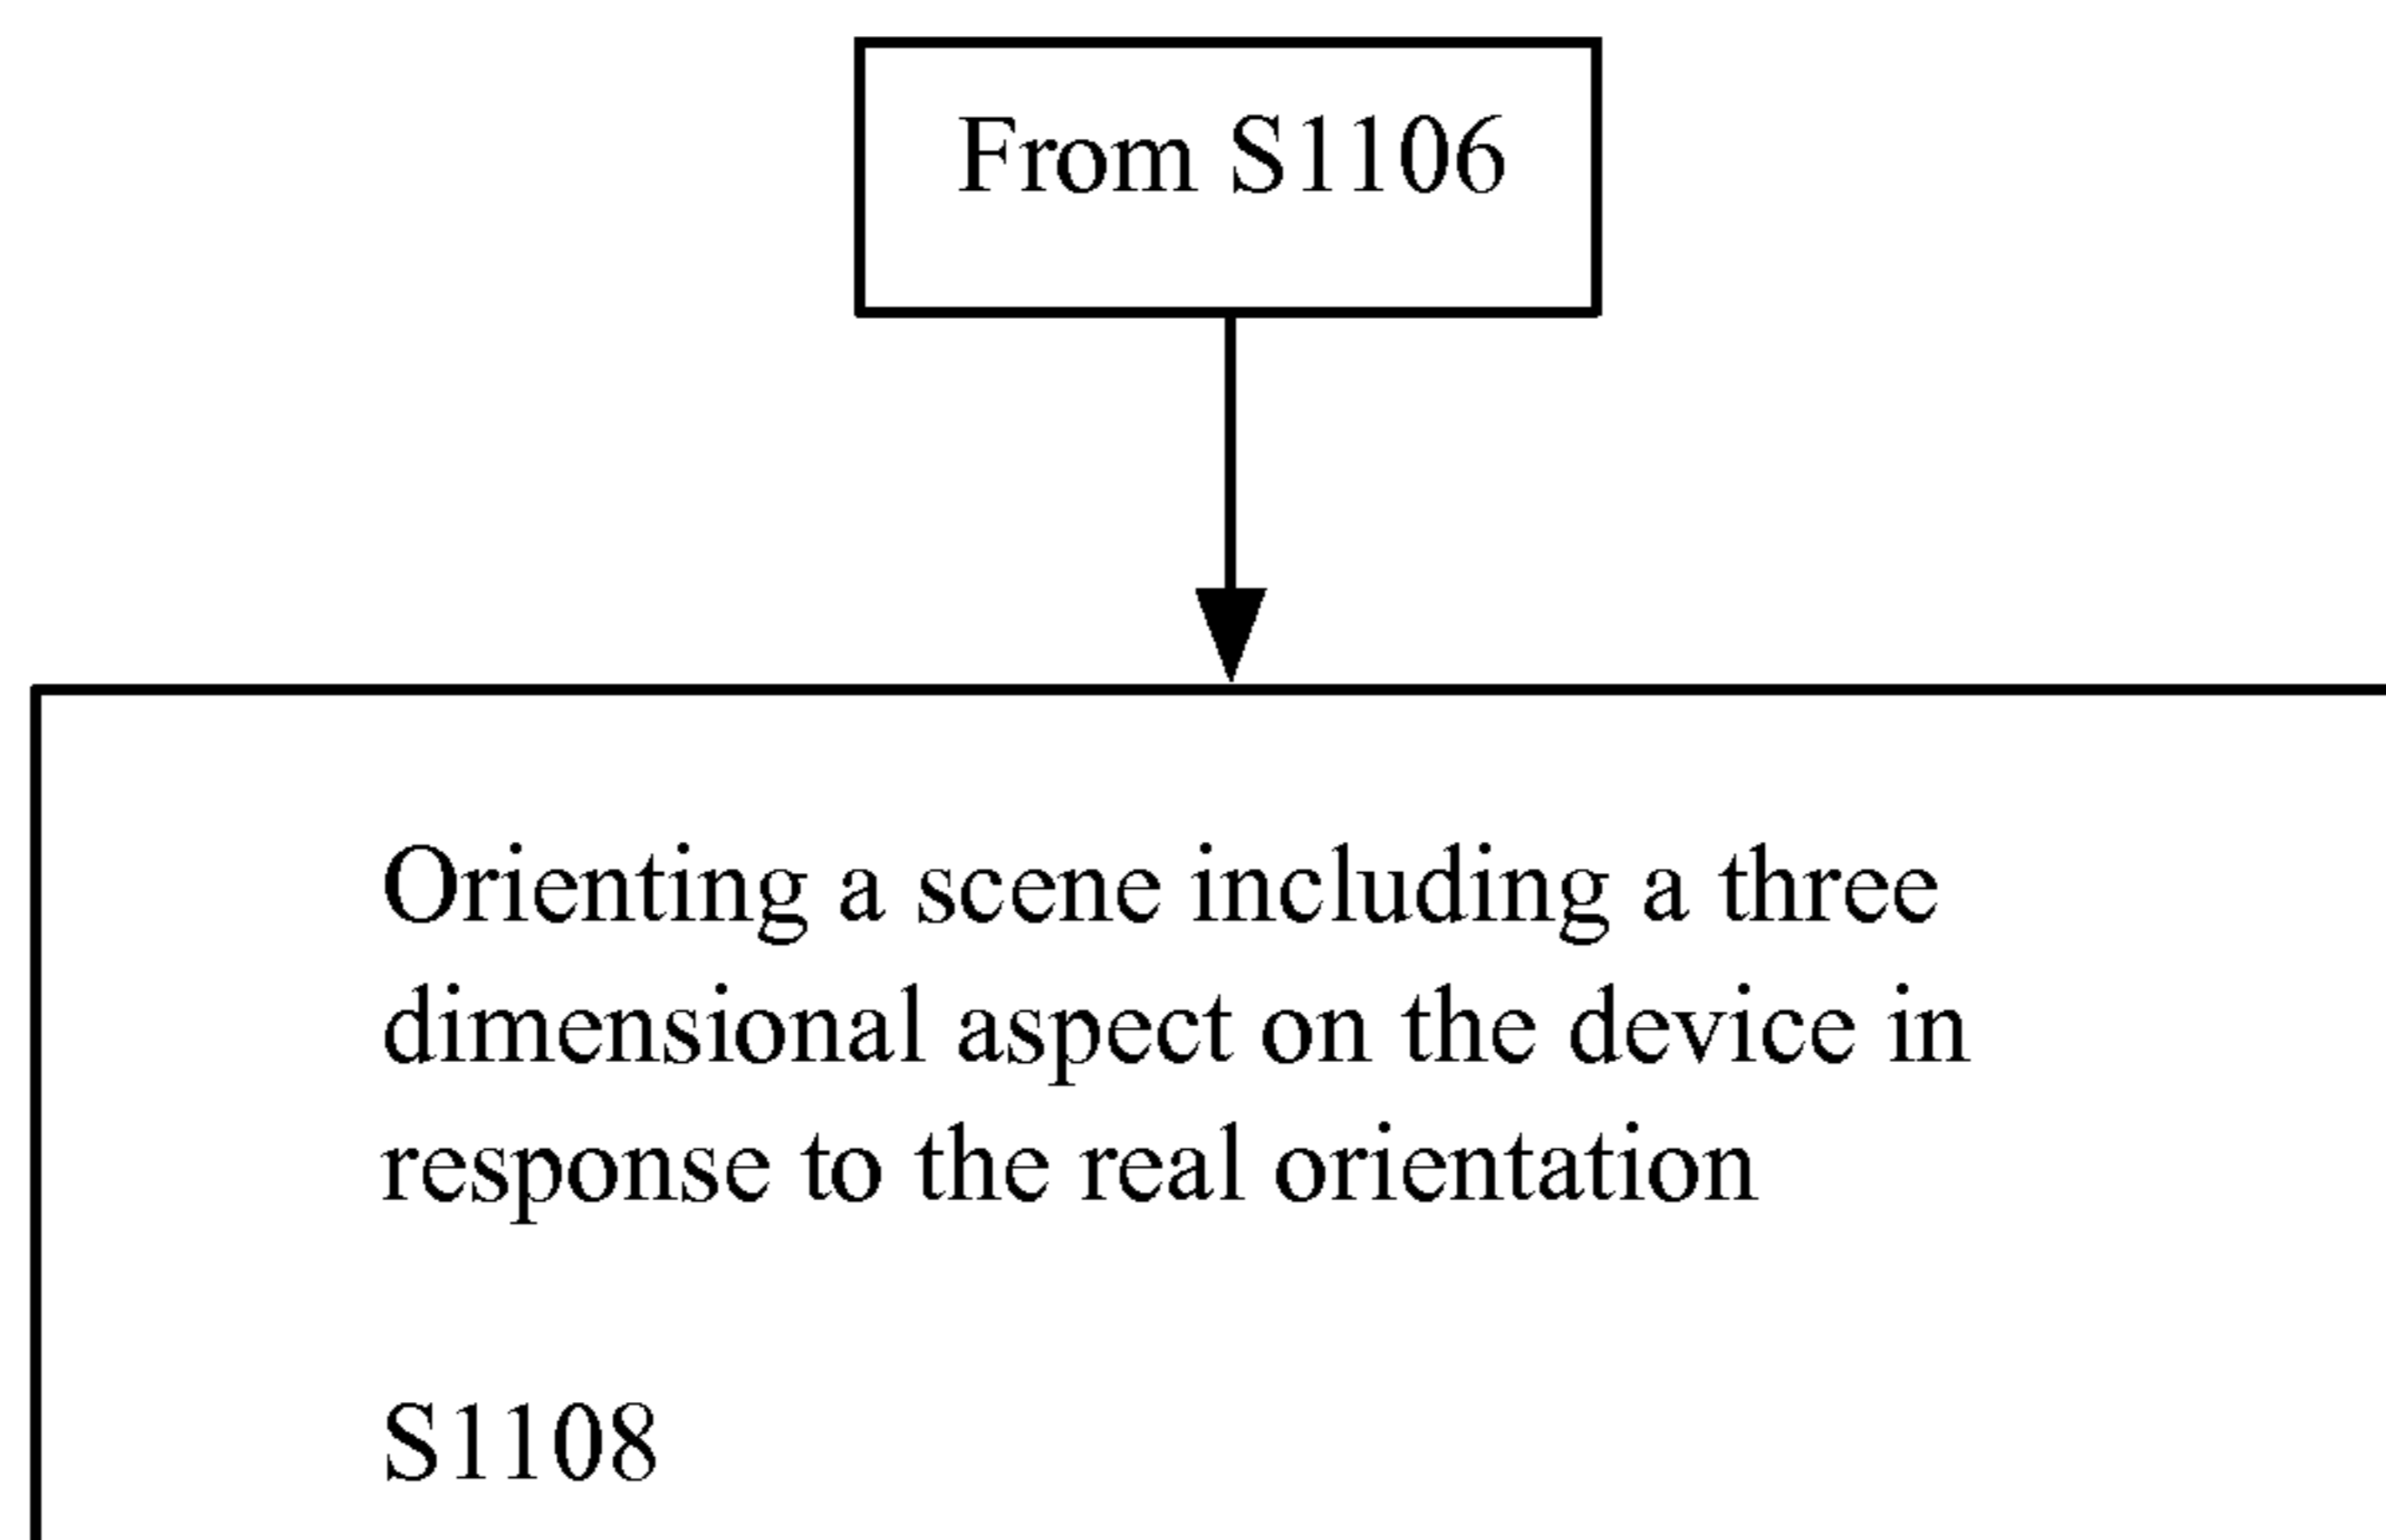 From S1106
Orienting a scene including a three
dimensional aspect on the device in
response to the real orientation
S1108